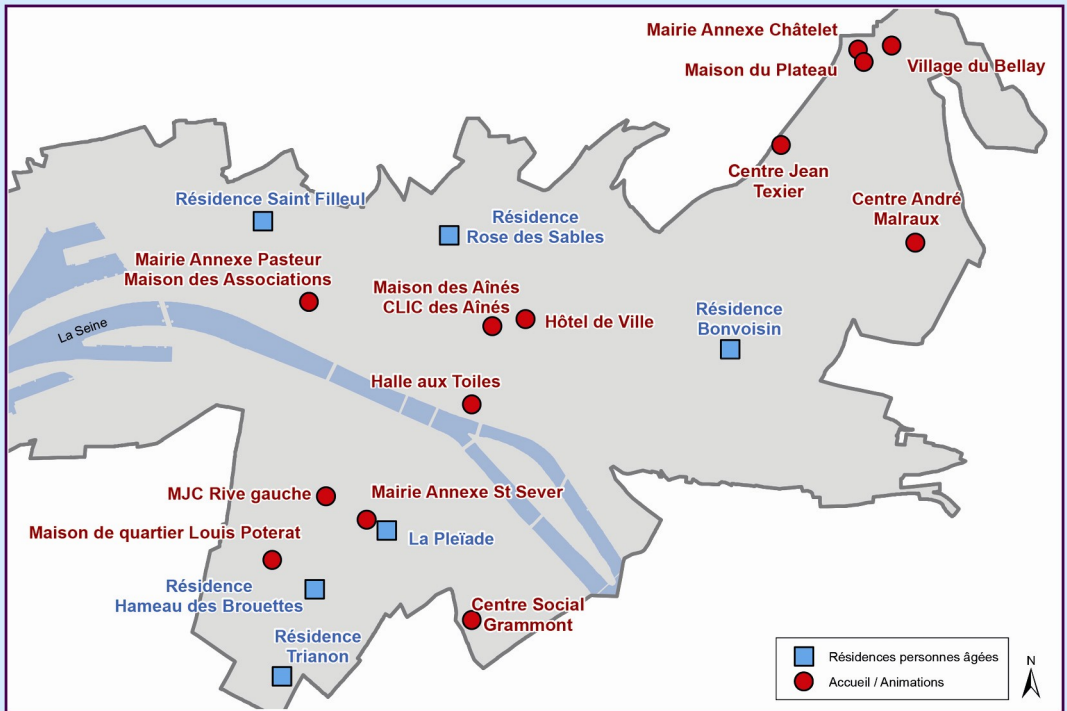 Mairie Annexe Châtelet
Maison du Plateau
Village du Bellay
Centre Jean
Texier
Centre André
Malraux
Résidence Saint Filleul
Résidence
Rose des Sables
Mairie Annexe Pasteur
Maison des Associations
Maison des Aînés
CLIC des Aînés
Hôtel de Ville
Résidence
Bonvoisin
La Seine
Halle aux Toiles
MJC Rive gauche
Mairie Annexe St Sever
Maison de quartier Louis Poterat
La Pleïade
Résidence
Hameau des Brouettes
Centre Social
Grammont
Résidence
Trianon
Résidences personnes âgées
Accueil / Animations
N